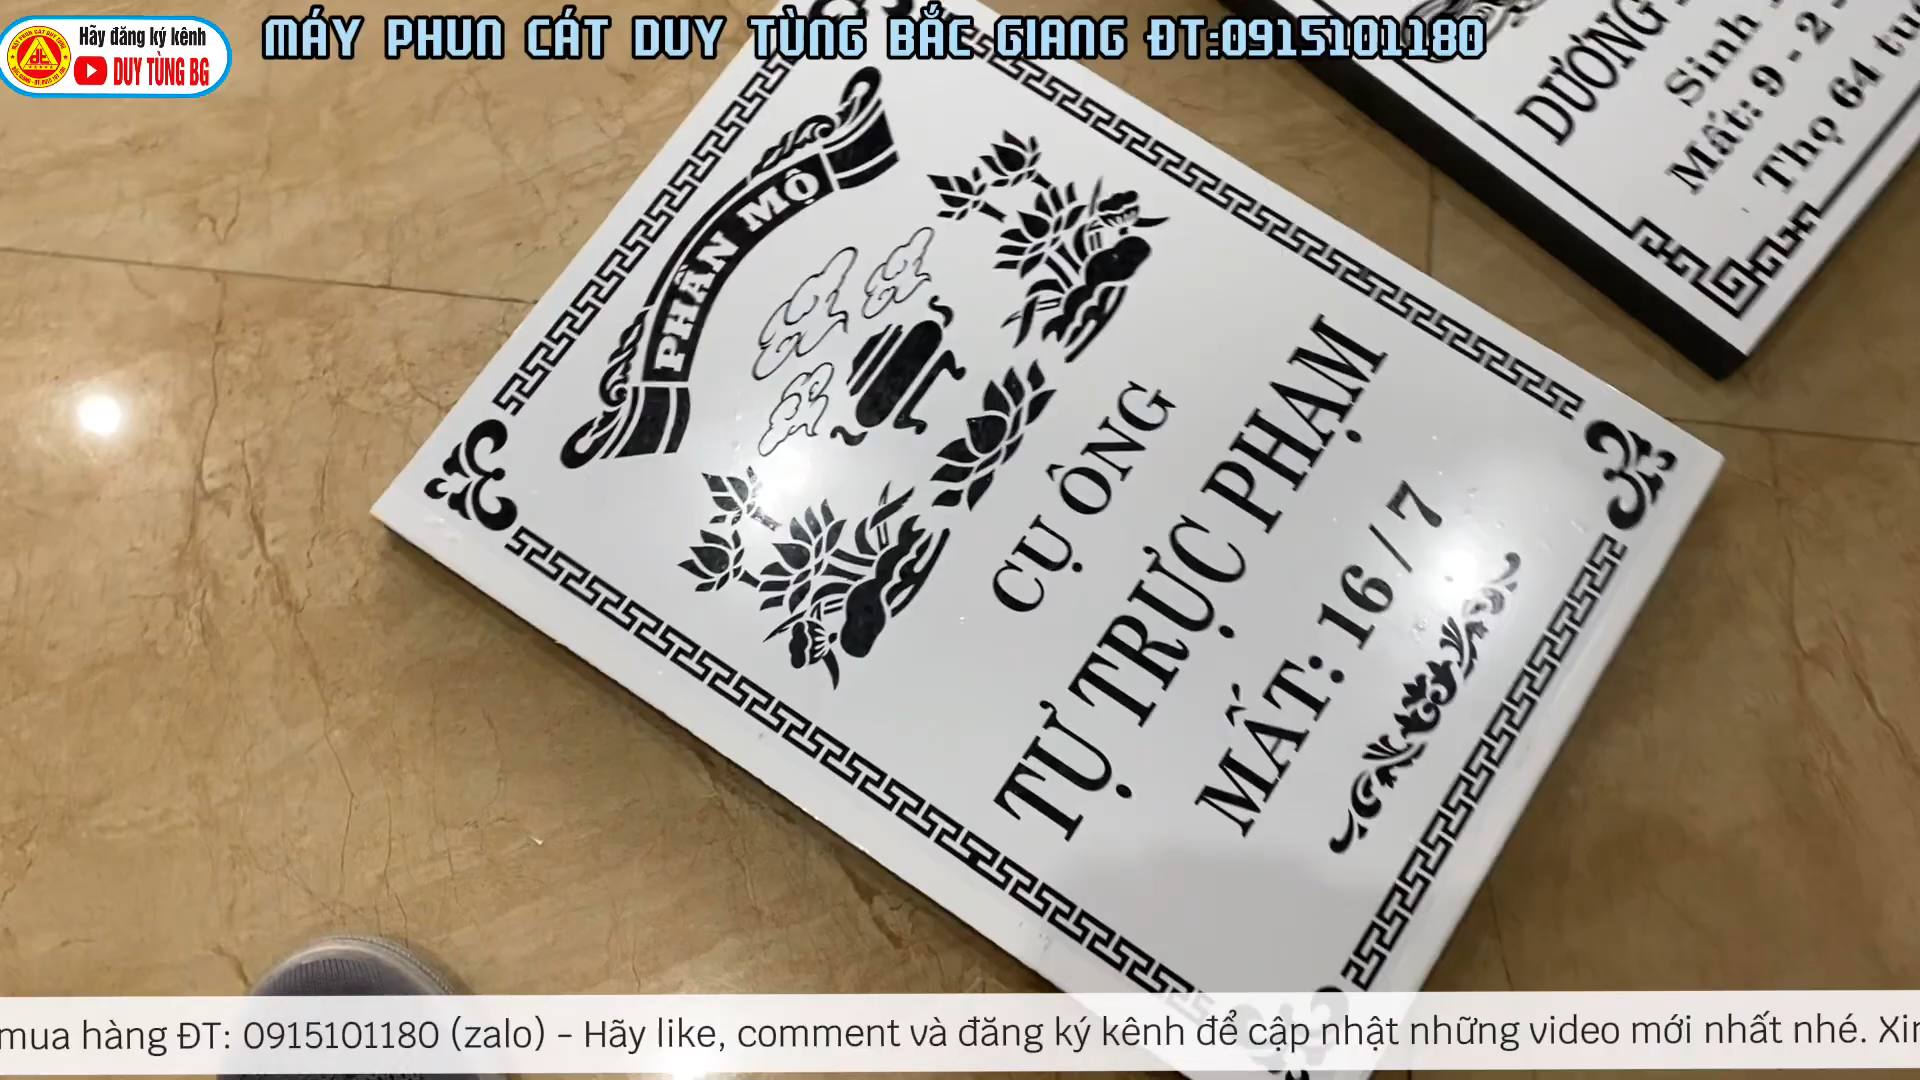 Hãy đăng ký kênh
DUY TÙNG BG
MÁY PHUN CÁT DUY TÙNG BẮC GIANG ĐT:0915101180
PHẦN MỘ
CỤ ÔNG
TỰ TRỰC PHẠM
MẤT: 16 / 7
DƯƠNG
Sinh
Mất: 9 - 2 -
Thọ 64 tu
mua hàng ĐT: 0915101180 (zalo) - Hãy like, comment và đăng ký kênh để cập nhật những video mới nhất nhé. Xin